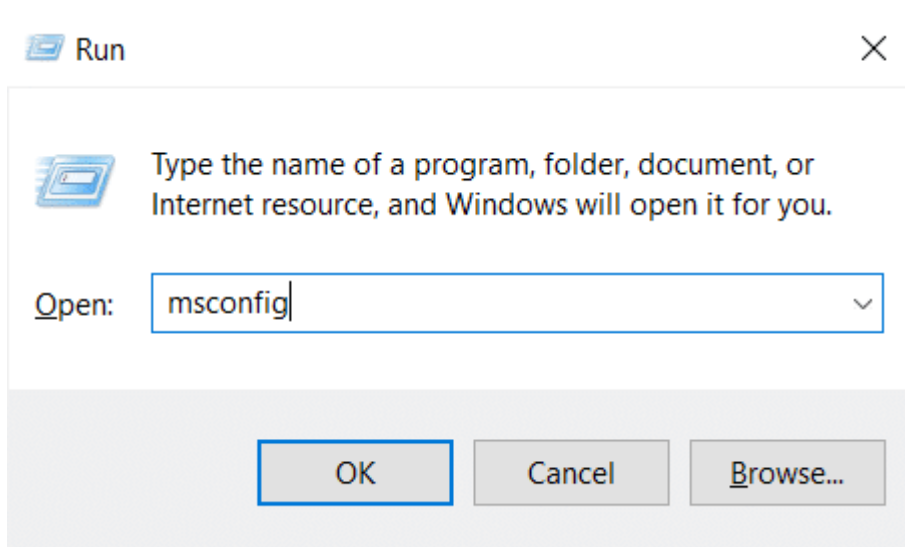 Run
Type the name of a program, folder, document, or
Internet resource, and Windows will open it for you.
Open: msconfig
OK Cancel Browse...